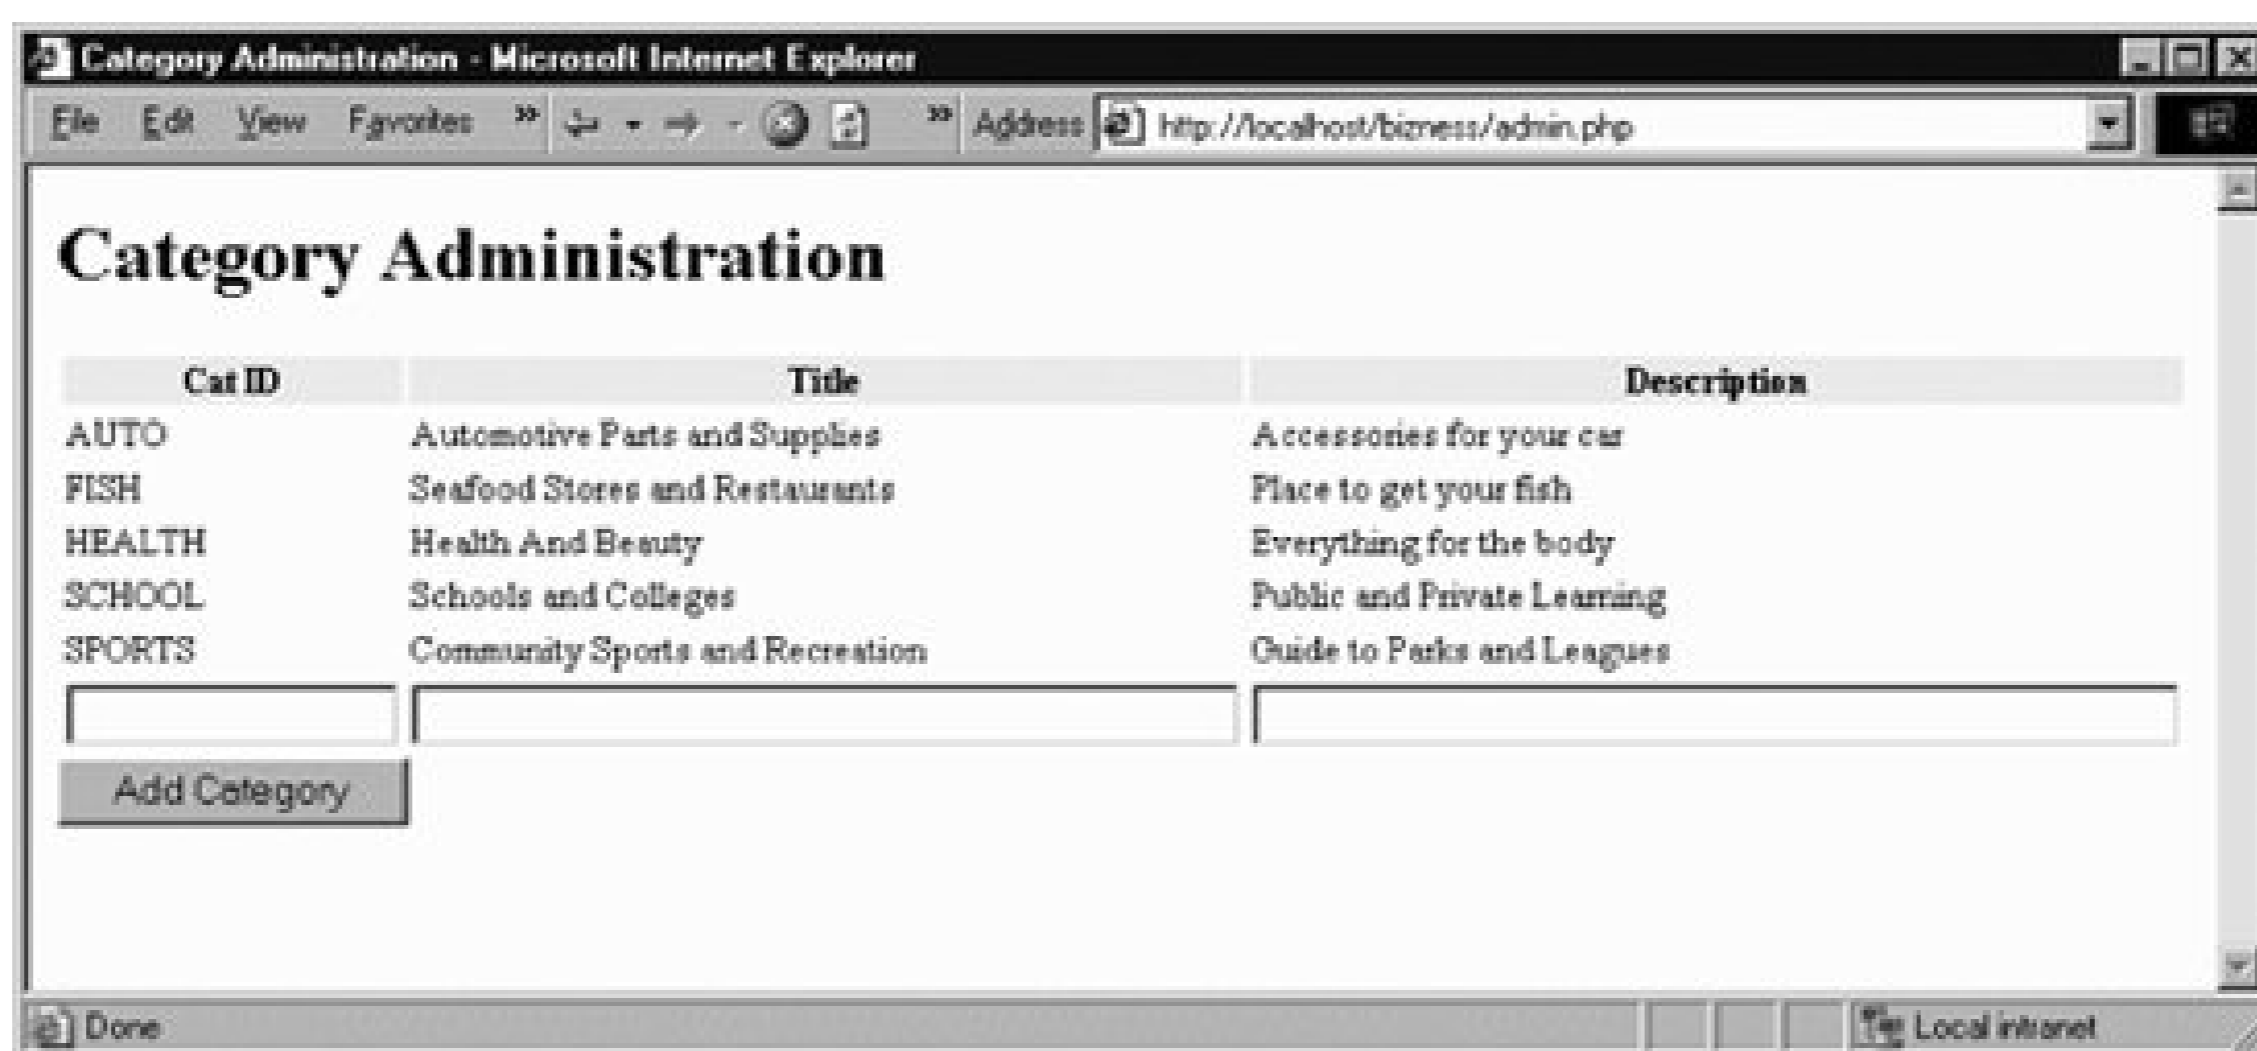 Category Administration - Microsoft Internet Explorer
File Edit View Favorites » » Address http://localhost/bizness/admin.php
Category Administration
Cat ID Title Description
AUTO Automotive Parts and Supplies Accessories for your car
FISH Seafood Stores and Restaurants Place to get your fish
HEALTH Health And Beauty Everything for the body
SCHOOL Schools and Colleges Public and Private Learning
SPORTS Community Sports and Recreation Guide to Parks and Leagues
Add Category
Done Local intranet